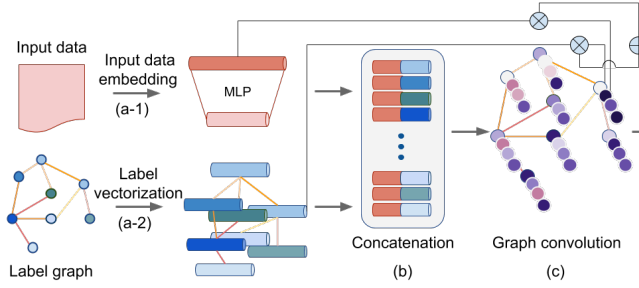 Input data
Input data
embedding
(a-1)
MLP
Label
vectorization
(a-2)
Label graph
Concatenation
(b)
Graph convolution
(c)